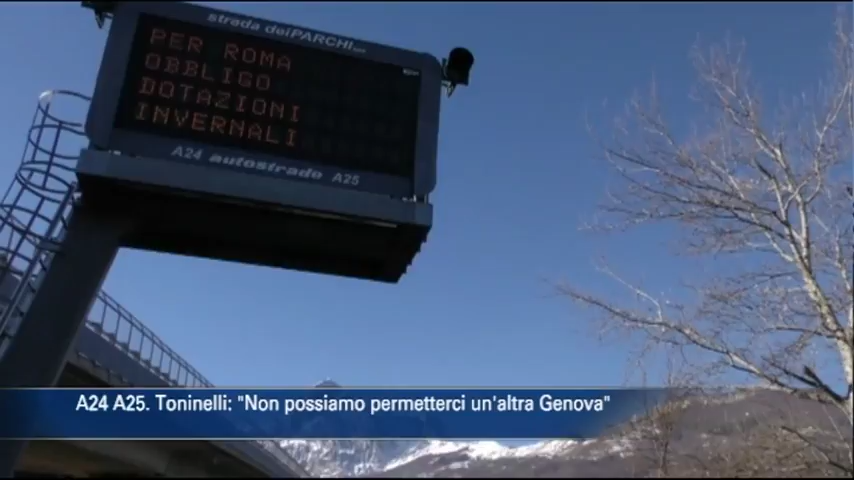 strada deiPARCHI
PER ROMA
OBBLIGO
DOTAZIONI
INVERNALI
A24 autostrade A25
A24 A25. Toninelli: "Non possiamo permetterci un'altra Genova"